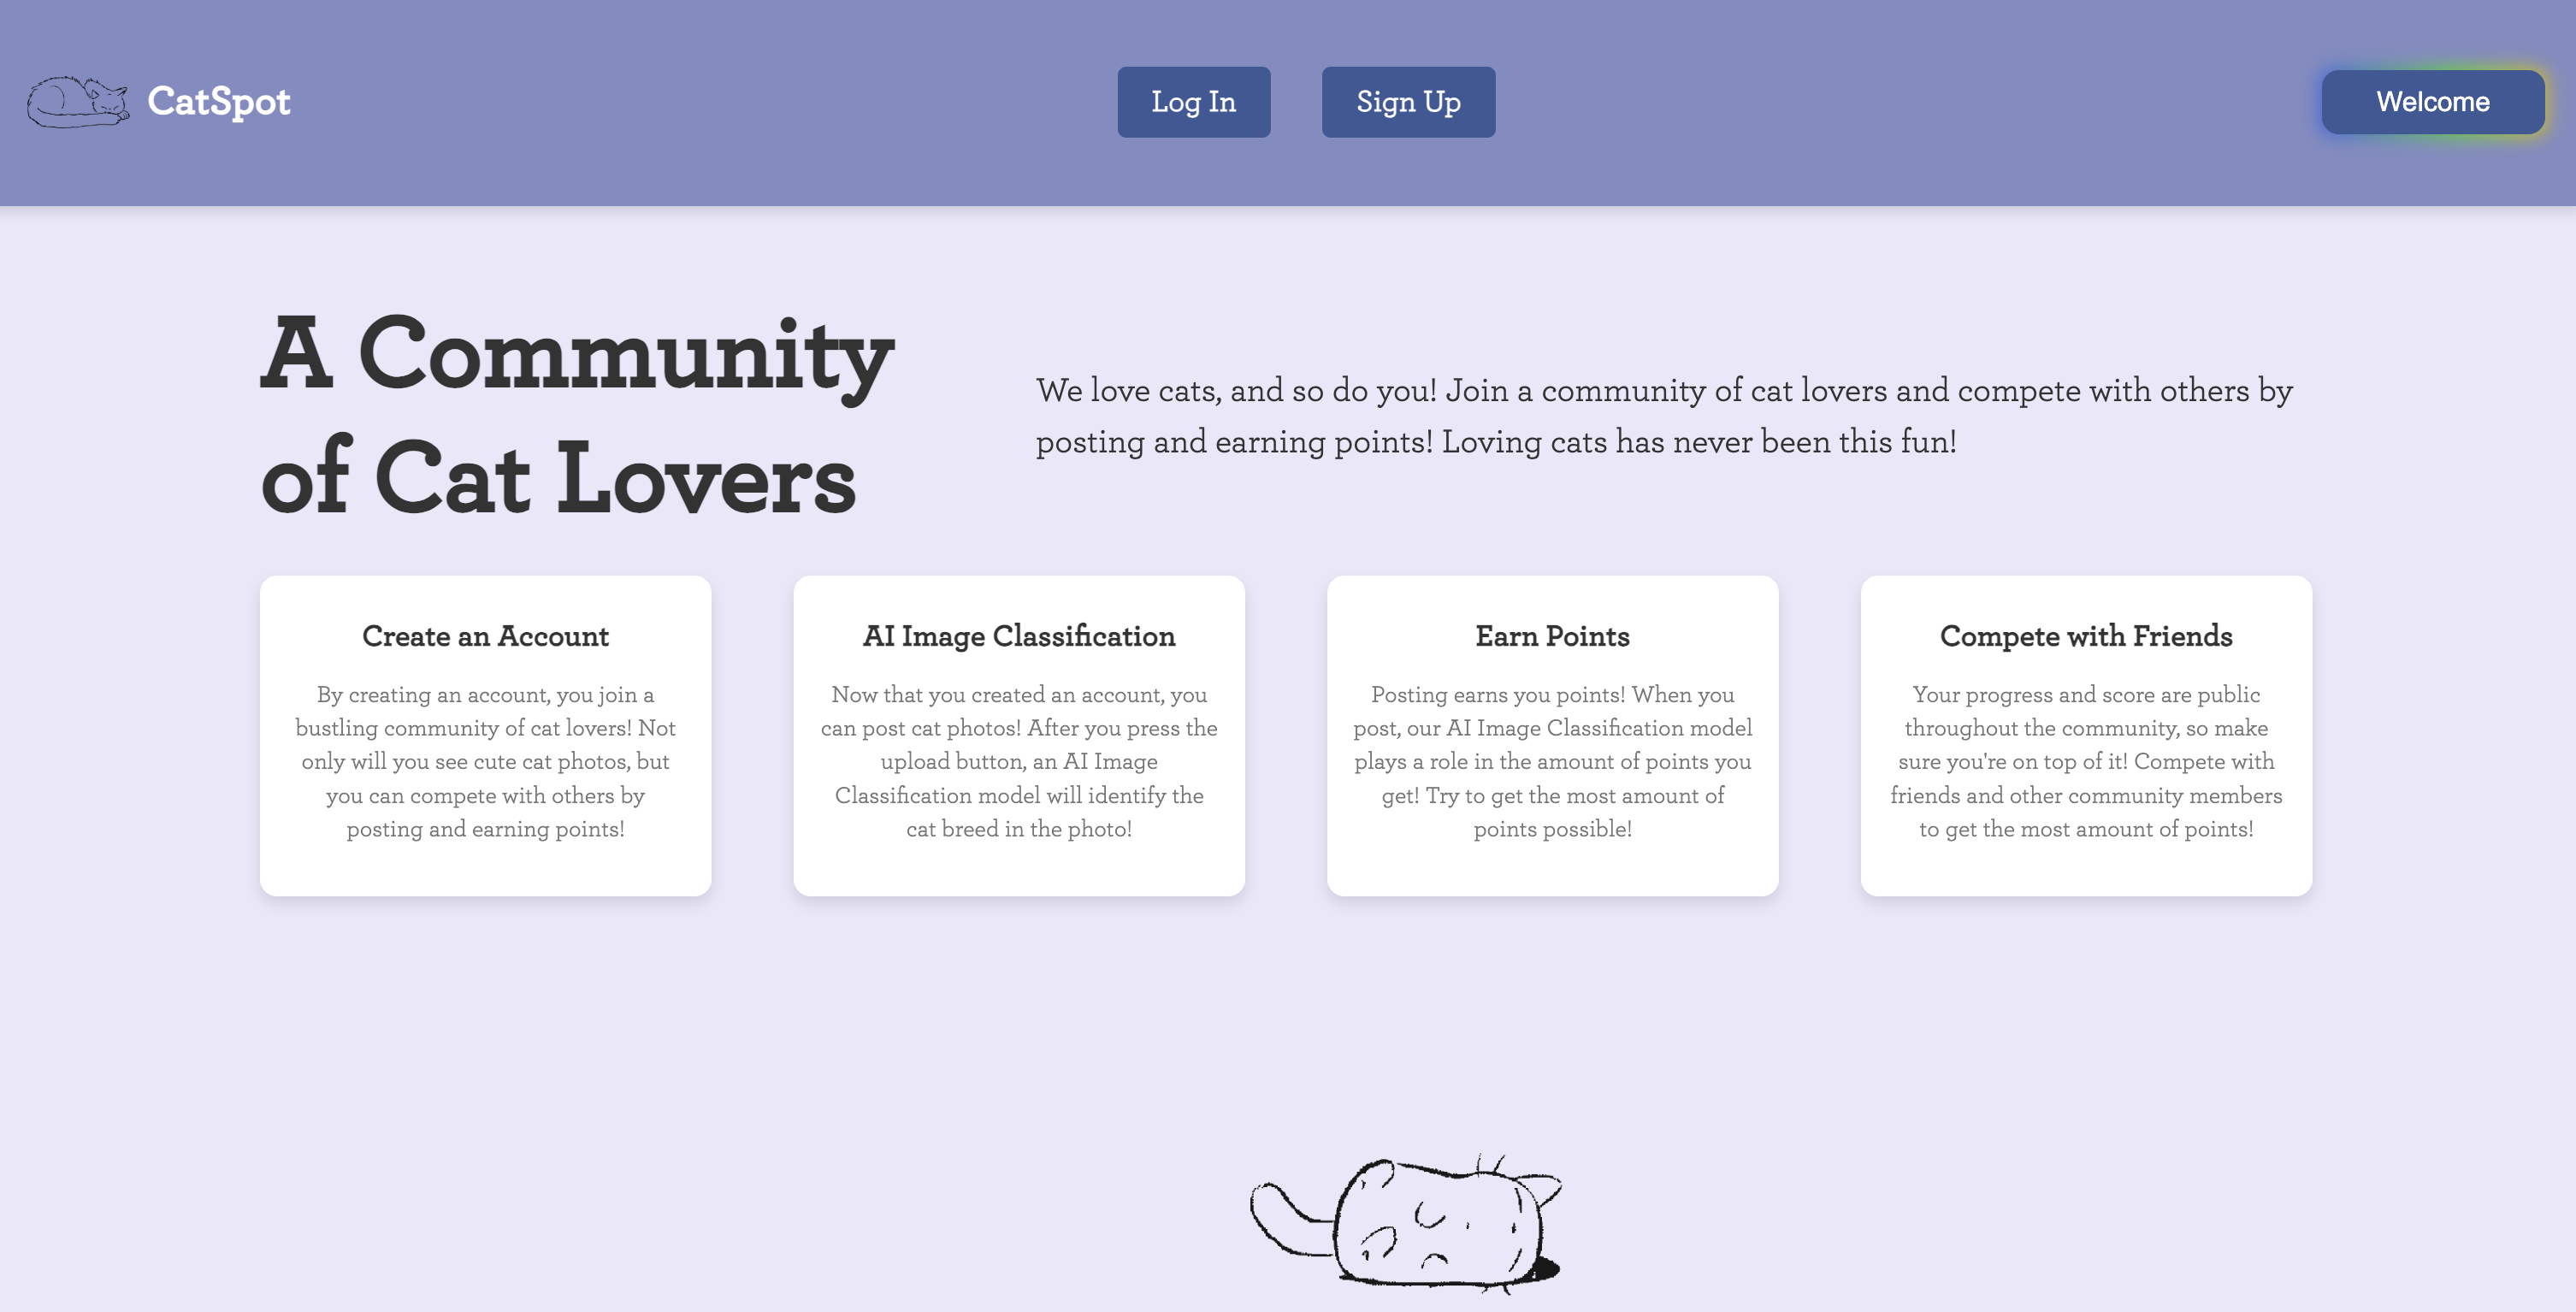 CatSpot
Log In
Sign Up
Welcome
A Community
of Cat Lovers
We love cats, and so do you! Join a community of cat lovers and compete with others by
posting and earning points! Loving cats has never been this fun!
Create an Account
By creating an account, you join a
bustling community of cat lovers! Not
only will you see cute cat photos, but
you can compete with others by
posting and earning points!
AI Image Classification
Now that you created an account, you
can post cat photos! After you press the
upload button, an AI Image
Classification model will identify the
cat breed in the photo!
Earn Points
Posting earns you points! When you
post, our AI Image Classification model
plays a role in the amount of points you
get! Try to get the most amount of
points possible!
Compete with Friends
Your progress and score are public
throughout the community, so make
sure you're on top of it! Compete with
friends and other community members
to get the most amount of points!